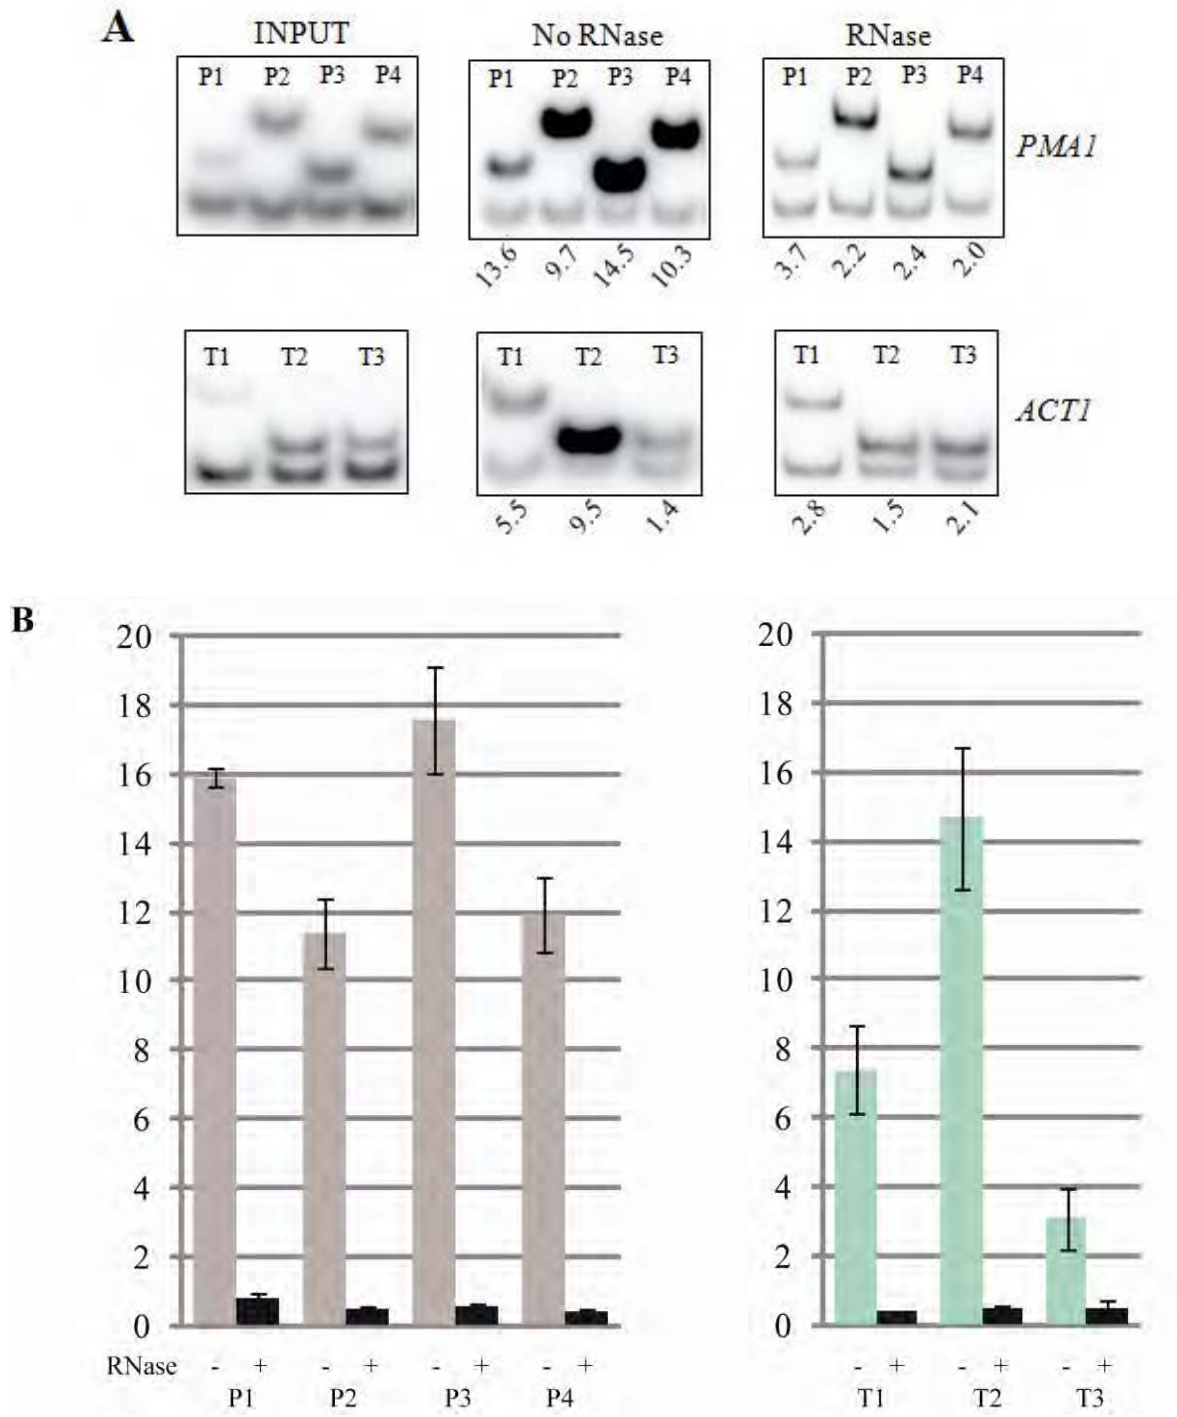 A
INPUT No RNase RNase
P1 P2 P3 P4 P1 P2 P3 P4 P1 P2 P3 P4
PMA1
13.6 9.7 14.5 10.3 3.7 2.2 2.4 2.0
T1 T2 T3 T1 T2 T3 T1 T2 T3
ACT1
5.5 9.5 1.4 2.8 1.5 2.1
B
20 20
18 18
16 16
14 14
12 12
10 10
8 8
6 6
4 4
2 2
0 0
RNase - + - + - + - + - + - + - +
P1 P2 P3 P4 T1 T2 T3